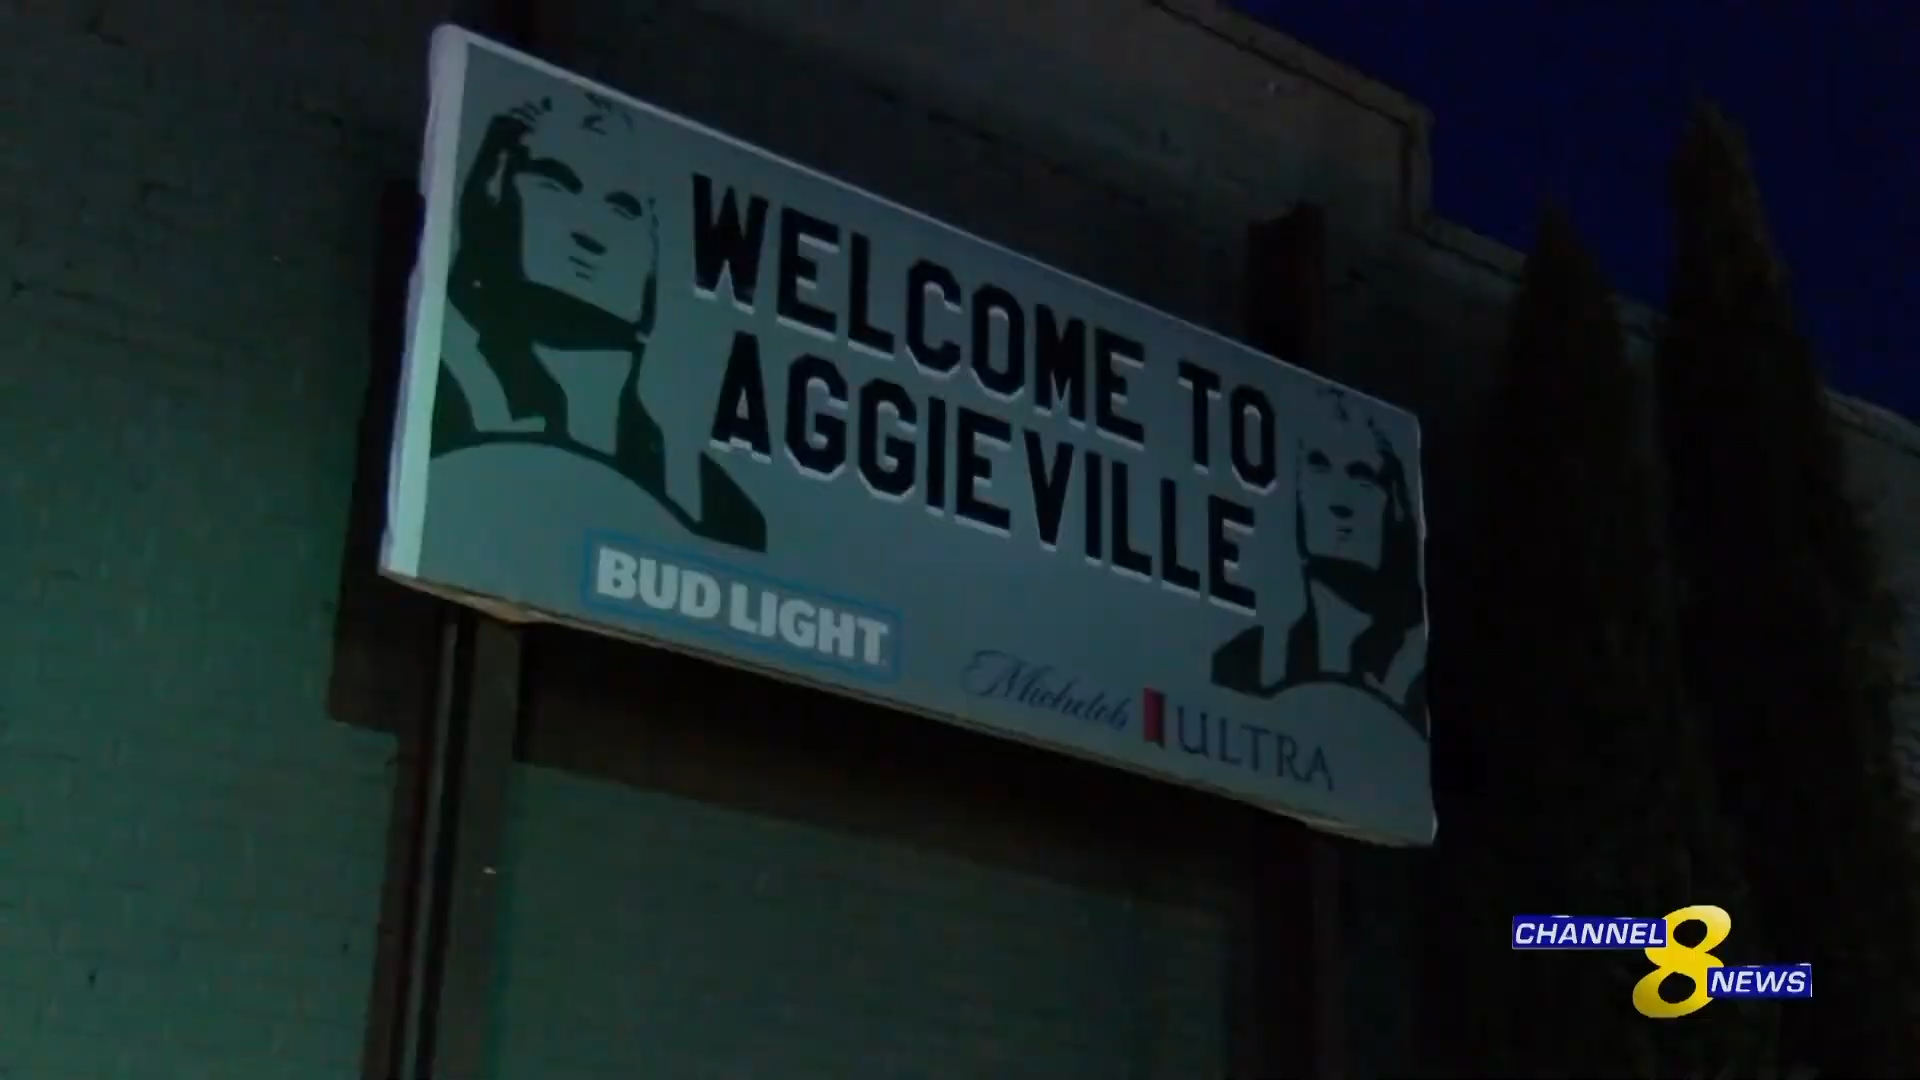 WELCOME TO
AGGIEVILLE
BUD LIGHT
Michelob ULTRA
CHANNEL 8 NEWS